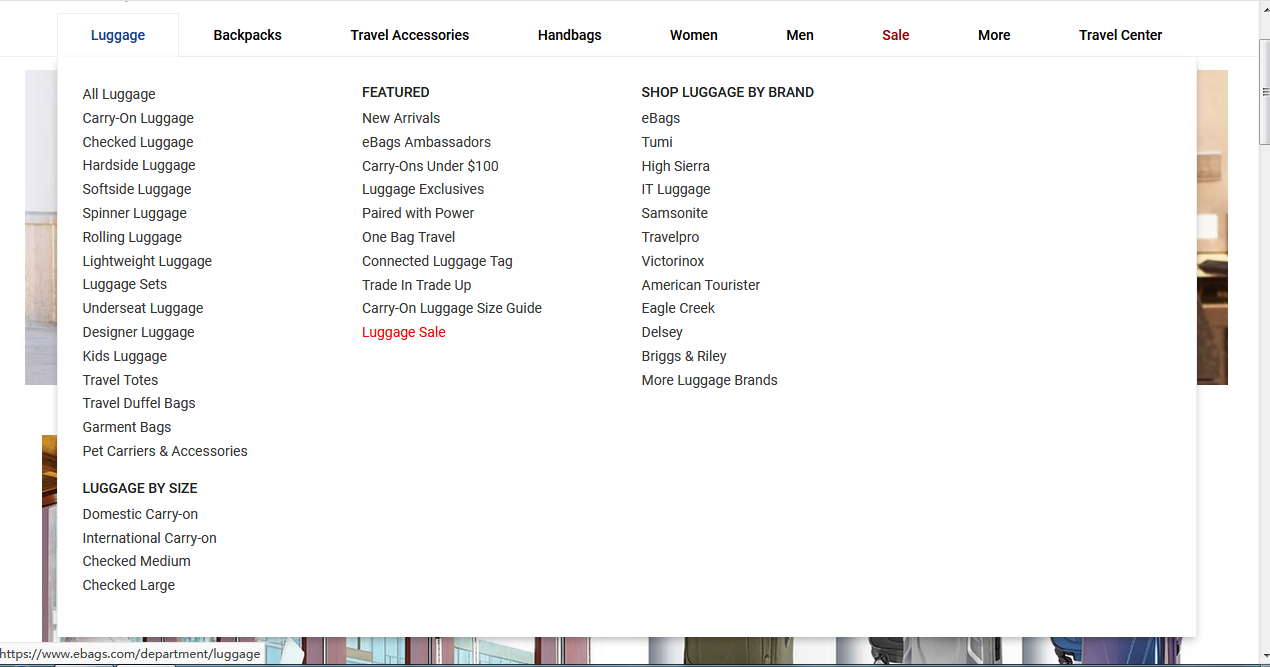 Luggage
Backpacks
Travel Accessories
Handbags
Women
Men
Sale
More
Travel Center
All Luggage
Carry-On Luggage
Checked Luggage
Hardside Luggage
Softside Luggage
Spinner Luggage
Rolling Luggage
Lightweight Luggage
Luggage Sets
Underseat Luggage
Designer Luggage
Kids Luggage
Travel Totes
Travel Duffel Bags
Garment Bags
Pet Carriers & Accessories
LUGGAGE BY SIZE
Domestic Carry-on
International Carry-on
Checked Medium
Checked Large
FEATURED
New Arrivals
eBags Ambassadors
Carry-Ons Under $100
Luggage Exclusives
Paired with Power
One Bag Travel
Connected Luggage Tag
Trade In Trade Up
Carry-On Luggage Size Guide
Luggage Sale
SHOP LUGGAGE BY BRAND
eBags
Tumi
High Sierra
IT Luggage
Samsonite
Travelpro
Victorinox
American Tourister
Eagle Creek
Delsey
Briggs & Riley
More Luggage Brands
https://www.ebags.com/department/luggage